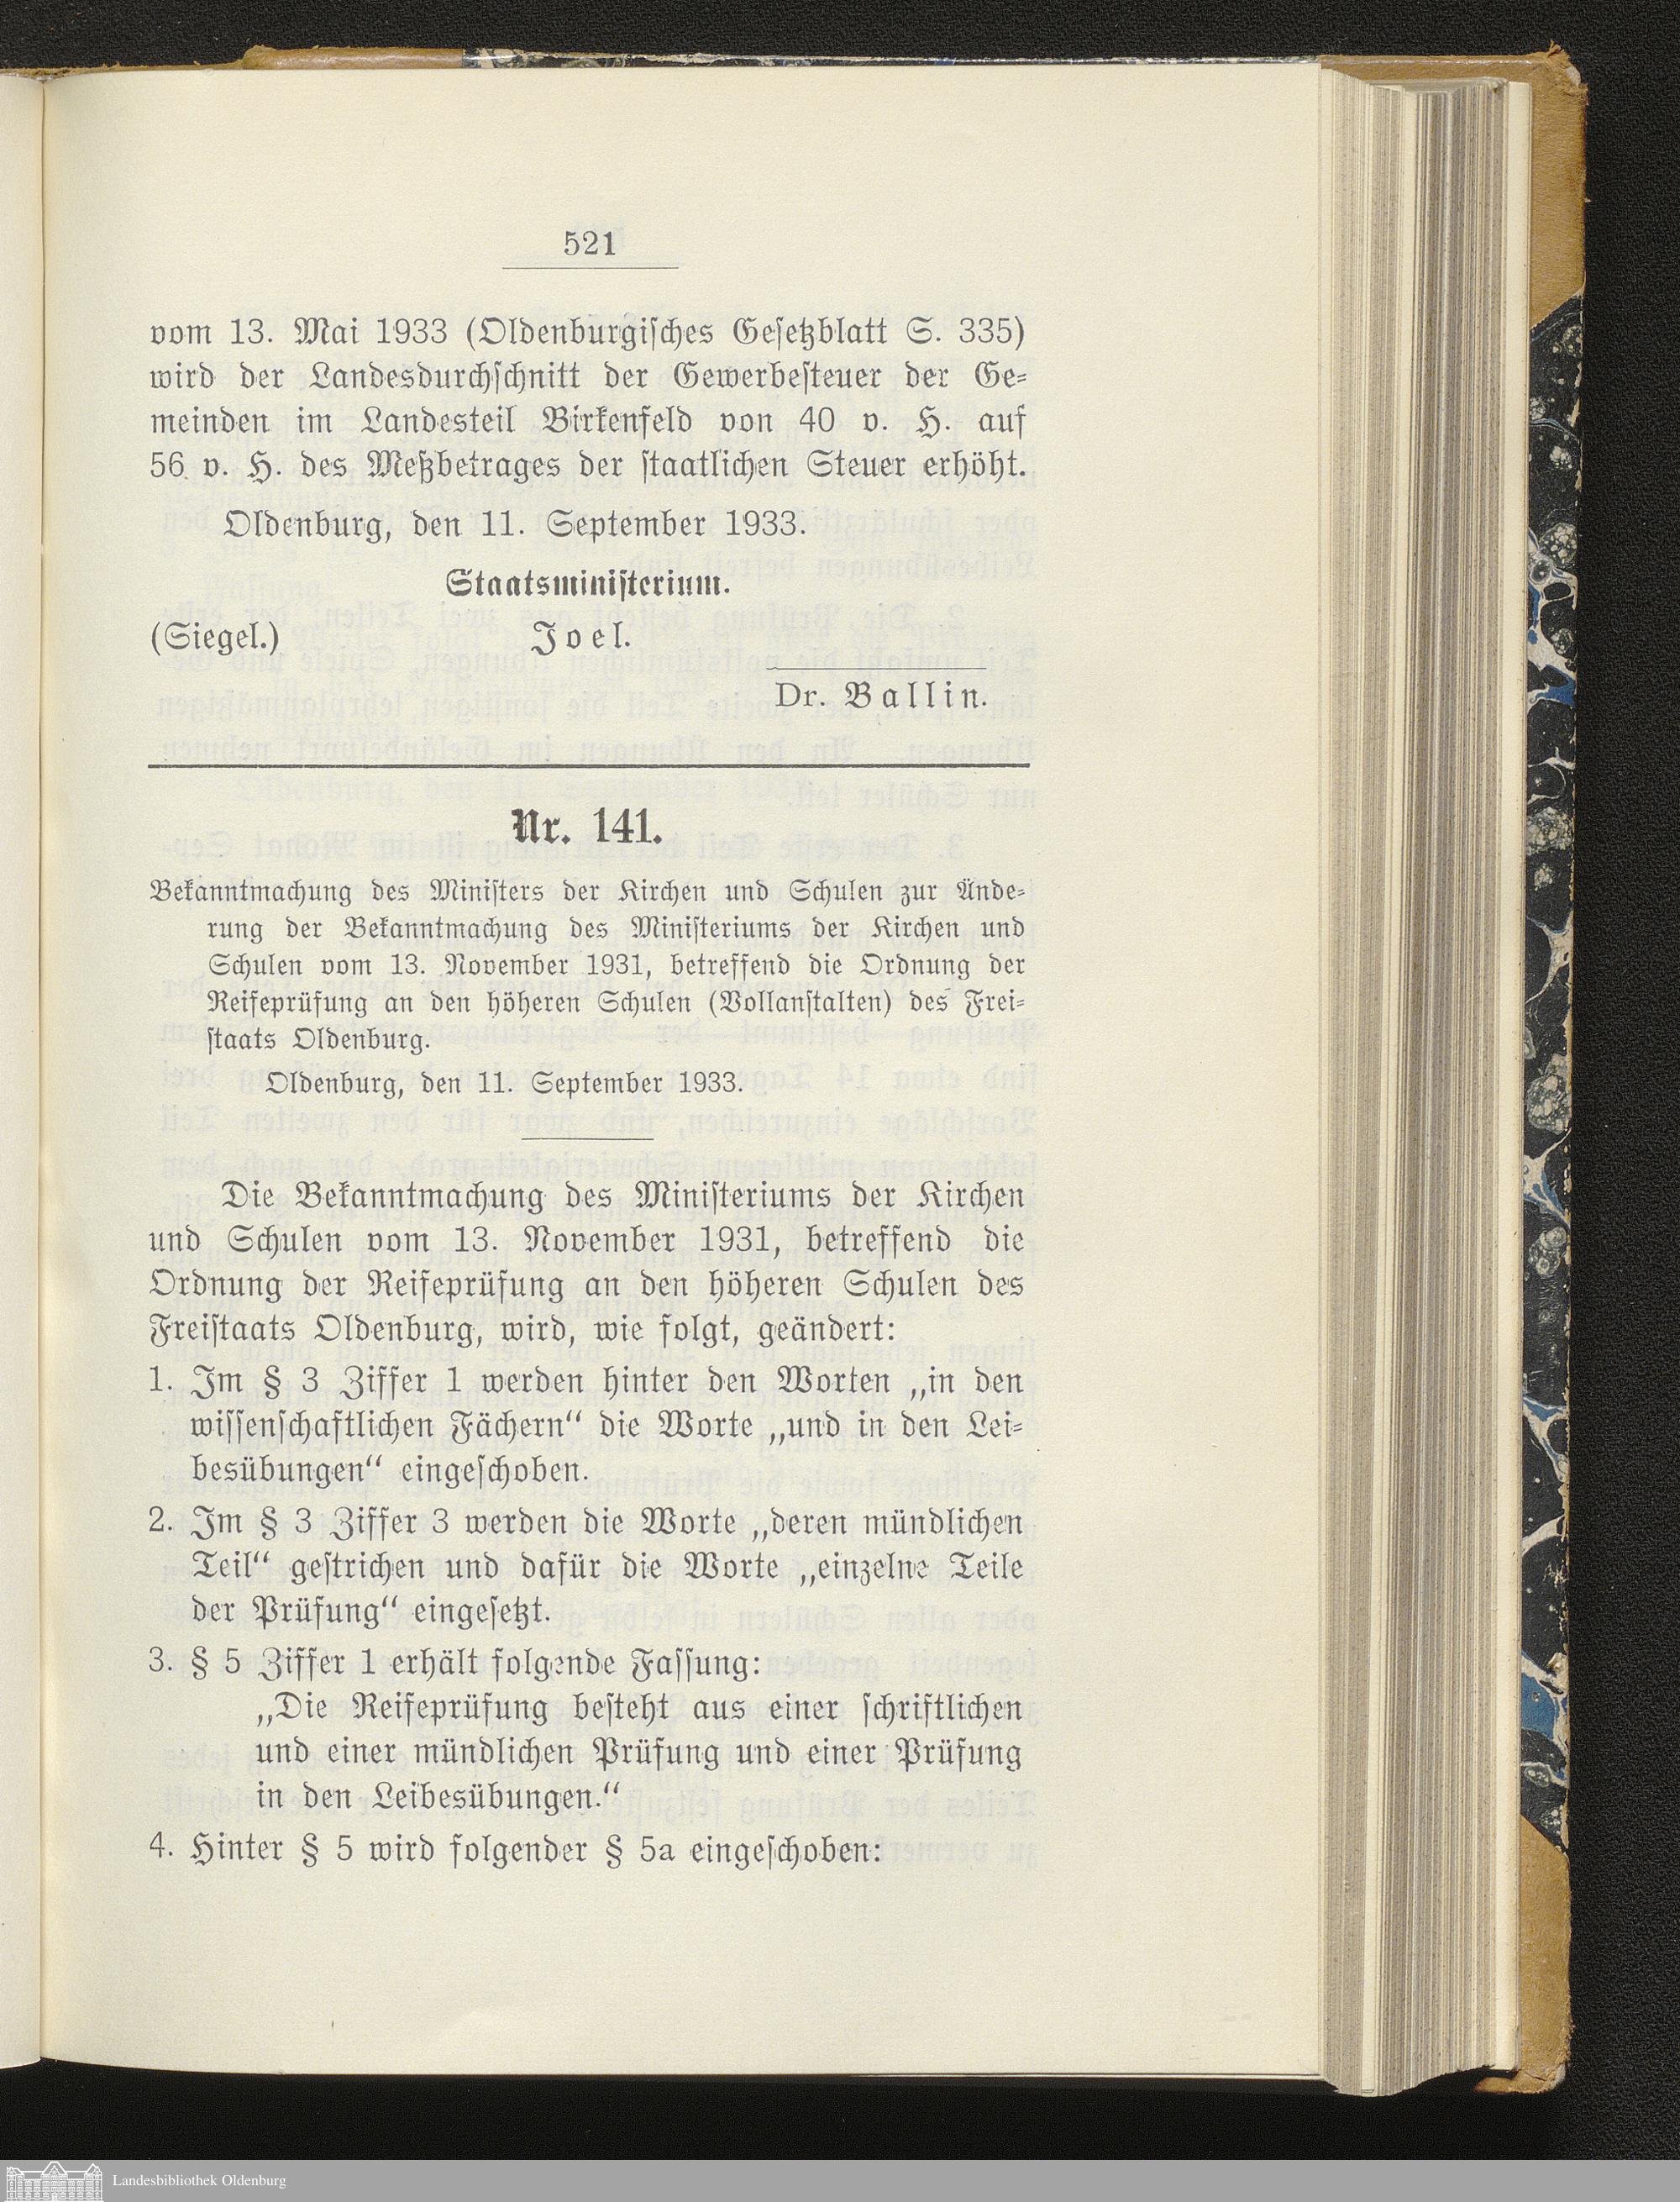 521
vom 13. Mai 1933 (Oldenburgisches Gesetzblatt S. 335)
wird der Landesdurchschnitt der Gewerbesteuer der Ge-
meinden im Landesteil Birkenfeld von 40 v. H. auf
56 v. H. des Meßbetrages der staatlichen Steuer erhöht.
Oldenburg, den 11. September 1933.
Staatsministerium.
(Siegel.) Joel.
Dr. Ballin.
Nr. 141.
Bekanntmachung des Ministers der Kirchen und Schulen zur Ände-
rung der Bekanntmachung des Ministeriums der Kirchen und
Schulen vom 13. November 1931, betreffend die Ordnung der
Reifeprüfung an den höheren Schulen (Vollanstalten) des Frei-
staats Oldenburg.
Oldenburg, den 11. September 1933.
Die Bekanntmachung des Ministeriums der Kirchen
und Schulen vom 13. November 1931, betreffend die
Ordnung der Reifeprüfung an den höheren Schulen des
Freistaats Oldenburg, wird, wie folgt, geändert:
1. Im § 3 Ziffer 1 werden hinter den Worten „in den
wissenschaftlichen Fächern“ die Worte „und in den Lei-
besübungen“ eingeschoben.
2. Im § 3 Ziffer 3 werden die Worte „deren mündlichen
Teil“ gestrichen und dafür die Worte „einzelne Teile
der Prüfung“ eingesetzt.
3. § 5 Ziffer 1 erhält folgende Fassung:
„Die Reifeprüfung besteht aus einer schriftlichen
und einer mündlichen Prüfung und einer Prüfung
in den Leibesübungen.“
4. Hinter § 5 wird folgender § 5a eingeschoben:
Landesbibliothek Oldenburg